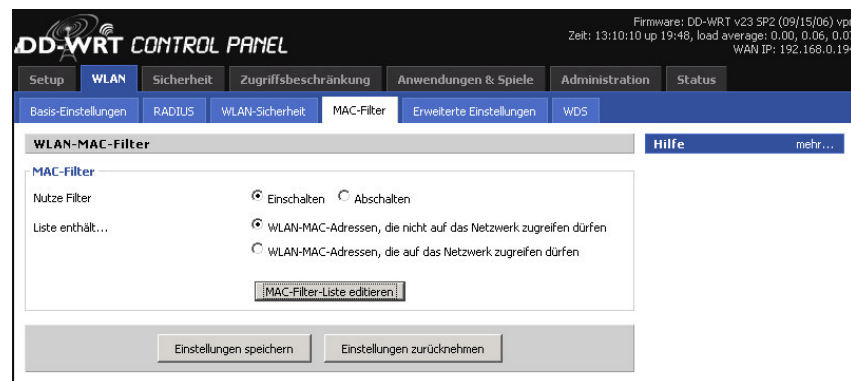 Firmware: DD-WRT v23 SP2 (09/15/06) vp
Zeit: 13:10:10 up 19:48, load average: 0.00, 0.06, 0.0
WAN IP: 192.168.0.19
DD-WRT CONTROL PANEL
Setup WLAN Sicherheit Zugriffsbeschränkung Anwendungen & Spiele Administration Status
Basis-Einstellungen RADIUS WLAN-Sicherheit MAC-Filter Erweiterte Einstellungen WDS
WLAN-MAC-Filter Hilfe mehr...
MAC-Filter
Nutze Filter Einschalten Abschalten
Liste enthält... WLAN-MAC-Adressen, die nicht auf das Netzwerk zugreifen dürfen
WLAN-MAC-Adressen, die auf das Netzwerk zugreifen dürfen
MAC-Filter-Liste editieren
Einstellungen speichern Einstellungen zurücknehmen